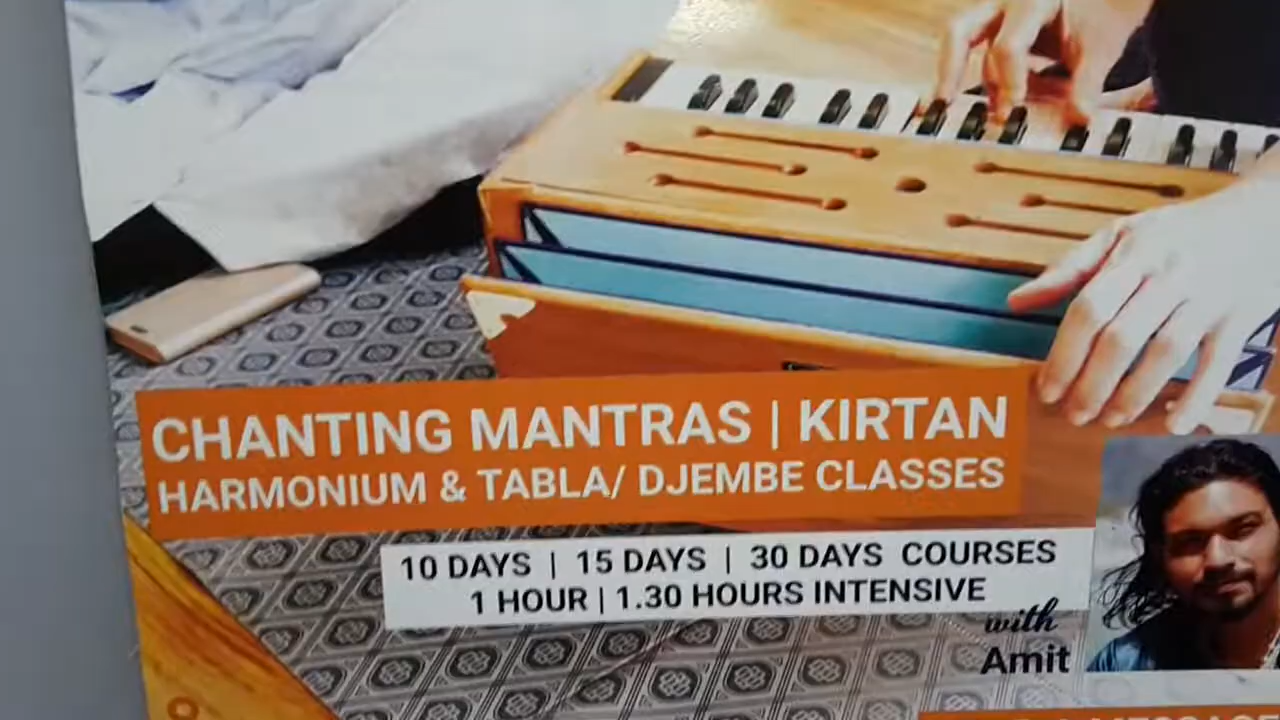 CHANTING MANTRAS | KIRTAN
HARMONIUM & TABLA/ DJEMBE CLASSES
10 DAYS | 15 DAYS | 30 DAYS COURSES
1 HOUR | 1.30 HOURS INTENSIVE
with
Amit